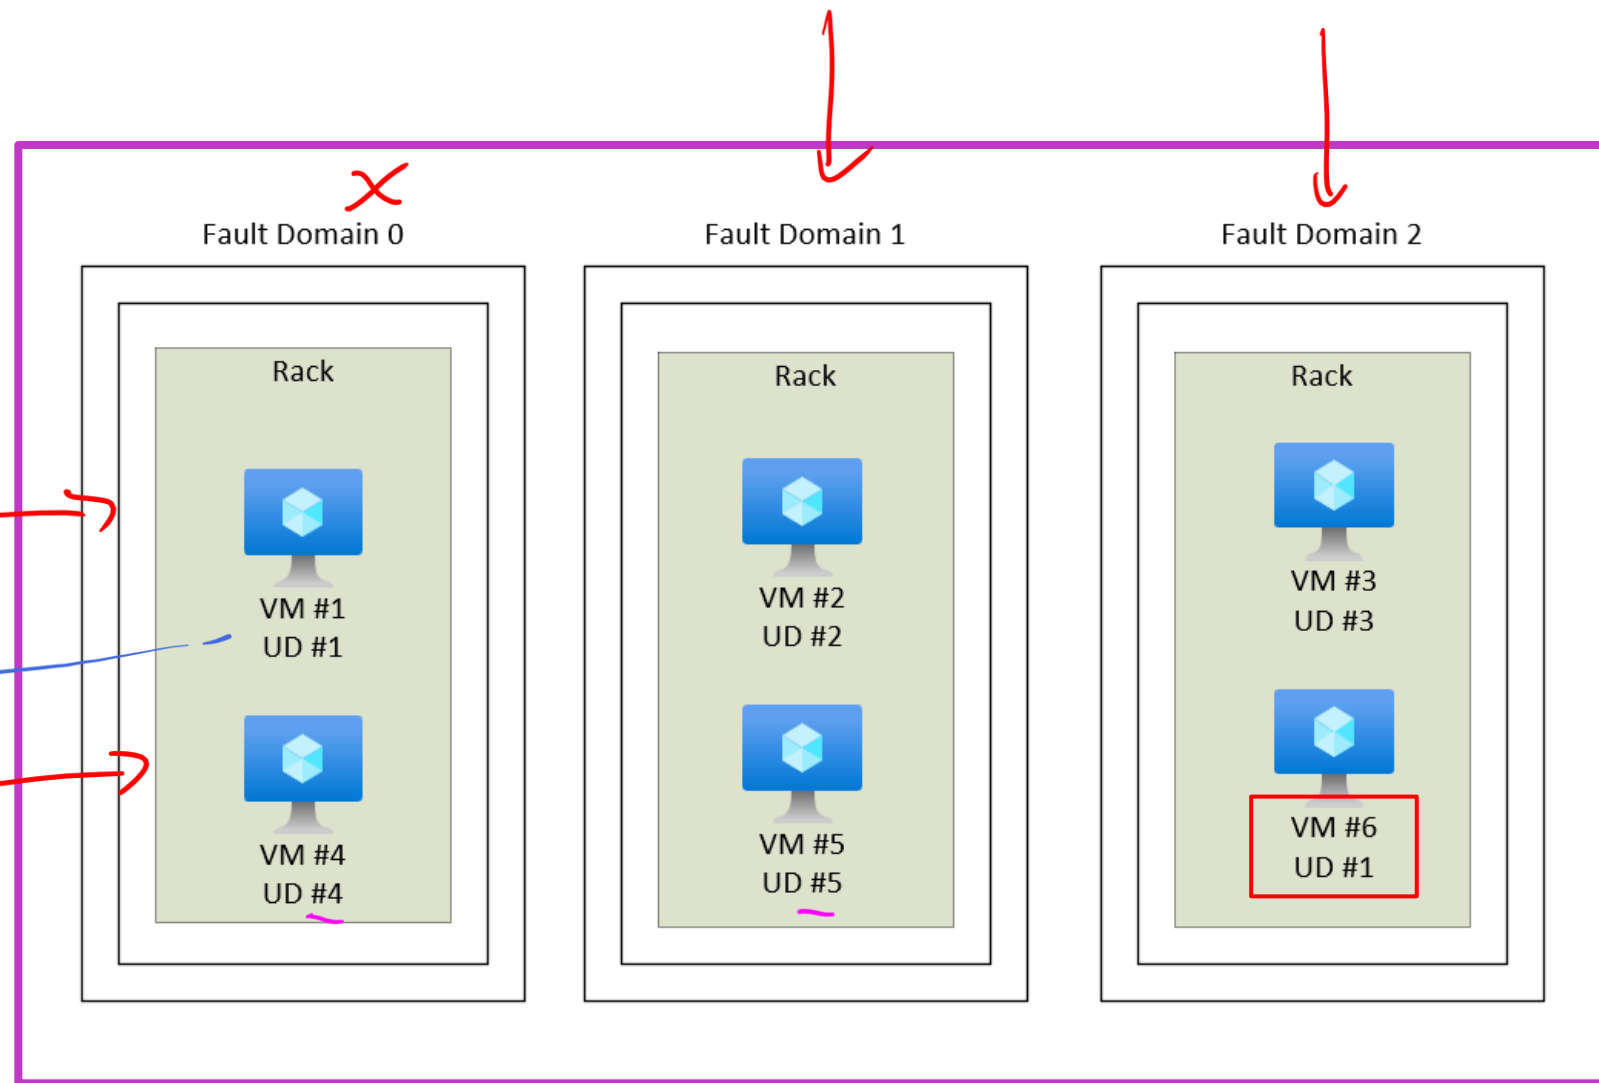 Fault Domain 0
Rack
VM #1
UD #1
VM #4
UD #4
Fault Domain 1
Rack
VM #2
UD #2
VM #5
UD #5
Fault Domain 2
Rack
VM #3
UD #3
VM #6
UD #1